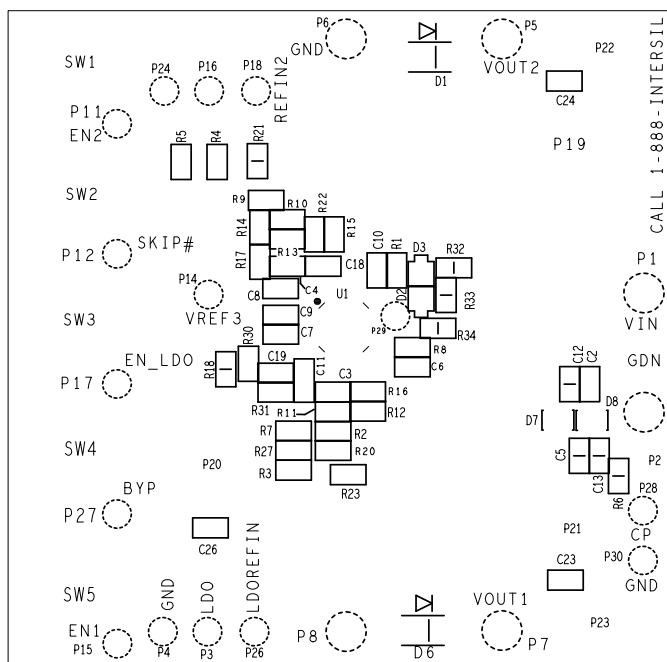 P6
P5
GND
P22
SW1
P24
P16
P18
REFIN2
D1
VOUT2
C24
CALL 1-888-INTERSIL
P11
EN2
R5
R4
R21
P19
SW2
R9
R10
R22
R14
R15
P12
SKIP#
R17
R13
C18
C10
R1
D3
R32
P1
P14
C8
C4
U1
D2
R33
VREF3
C9
P29
VIN
SW3
C7
R34
R30
R8
EN_LDO
C19
C11
C6
GDN
R18
C3
C12
C2
P17
R31
R16
R11
R12
D7
D8
R7
R2
SW4
R27
R20
C5
P20
R3
C13
P2
R23
R6
P28
BYP
P27
C26
P21
CP
LDOREFIN
C23
P30
GND
LDO
GND
SW5
VOUT1
EN1
P8
P23
P15
P4
P3
P26
D6
P7